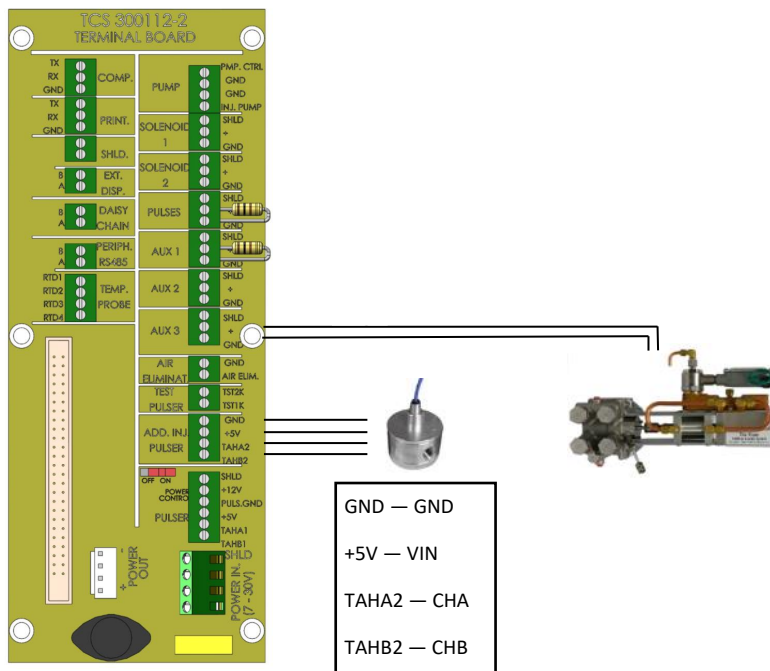 TCS 300112-2
TERMINAL BOARD
TX
RX
GND
COMP.
TX
RX
GND
PRINT.
SHLD.
B
A
EXT.
DISP.
B
A
DAISY
CHAIN
B
A
PERIPH.
RS485
RTD1
RTD2
RTD3
RTD4
TEMP.
PROBE
PUMP
PMP. CTRL
GND
GND
INJ. PUMP
SOLENOID
1
SHLD
+
GND
SOLENOID
2
SHLD
+
GND
PULSES
SHLD
GND
AUX 1
SHLD
GND
AUX 2
SHLD
+
GND
AUX 3
SHLD
+
GND
AIR
ELIMINAT.
GND
AIR ELIM.
TEST
PULSER
TST2K
TST1K
ADD. INJ.
PULSER
GND
+5V
TAHA2
TAHB2
OFF ON
POWER
CONTRO
PULSER
SHLD
+12V
PULS.GND
+5V
TAHA1
TAHB1
- +
POWER
OUT
SHLD
POWER IN.
(7 - 30V)
GND — GND
+5V — VIN
TAHA2 — CHA
TAHB2 — CHB